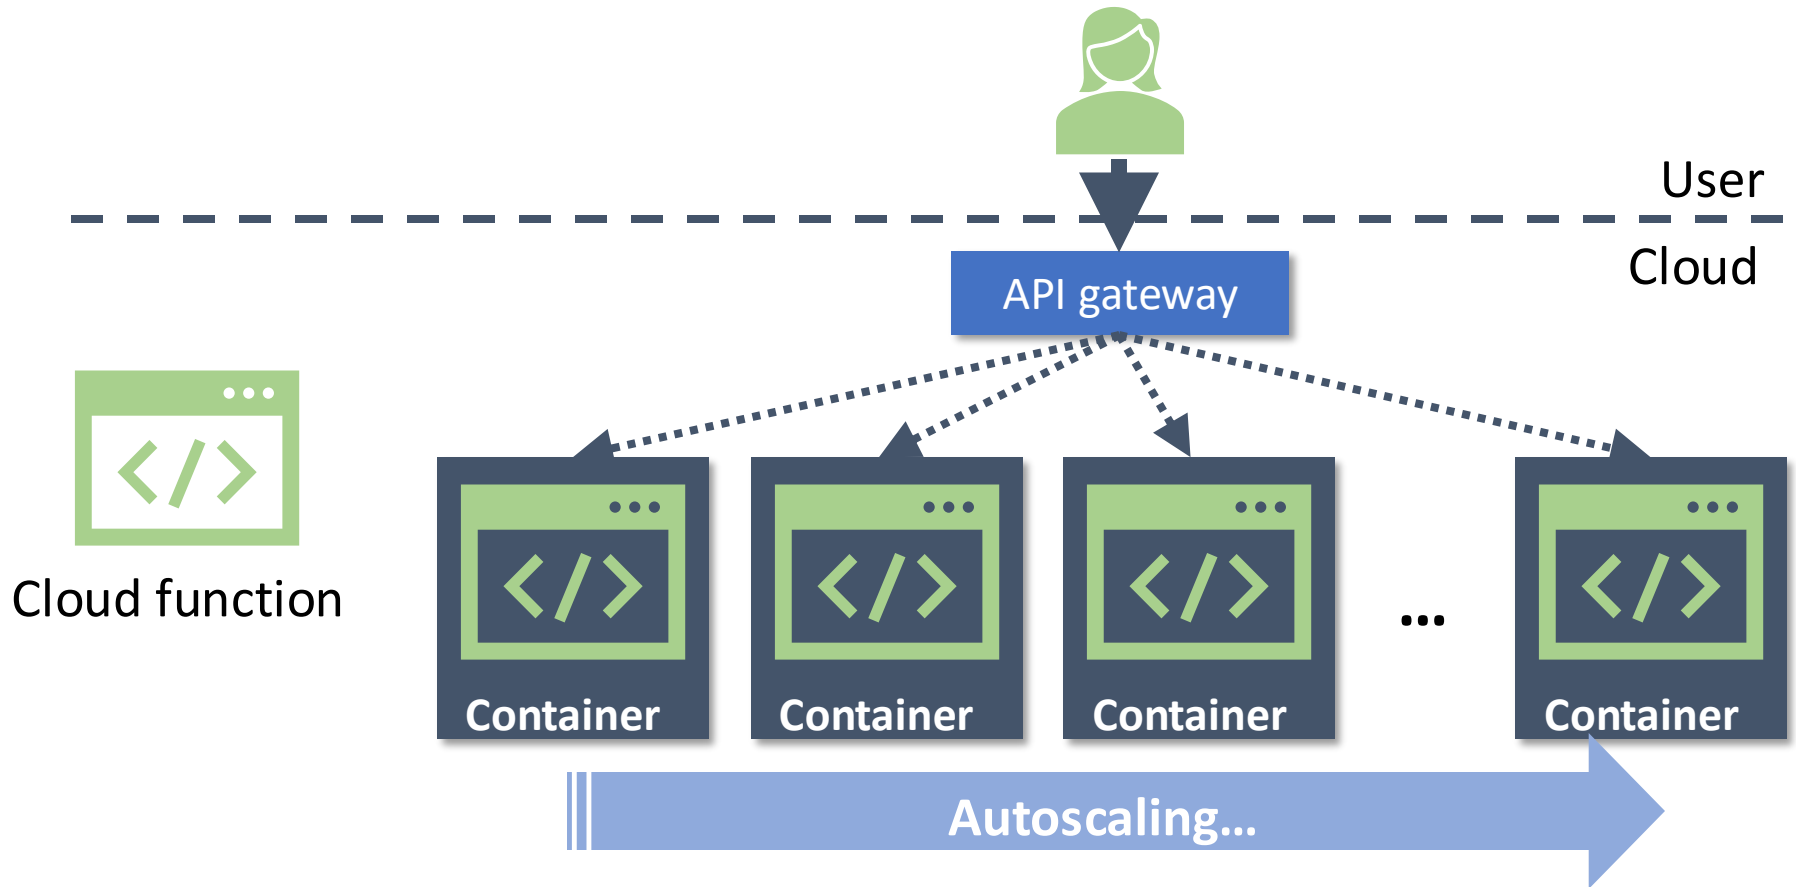 User
Cloud
API gateway
</>
Cloud function
</>
</>
</>
...
</>
Container
Container
Container
Container
Autoscaling...